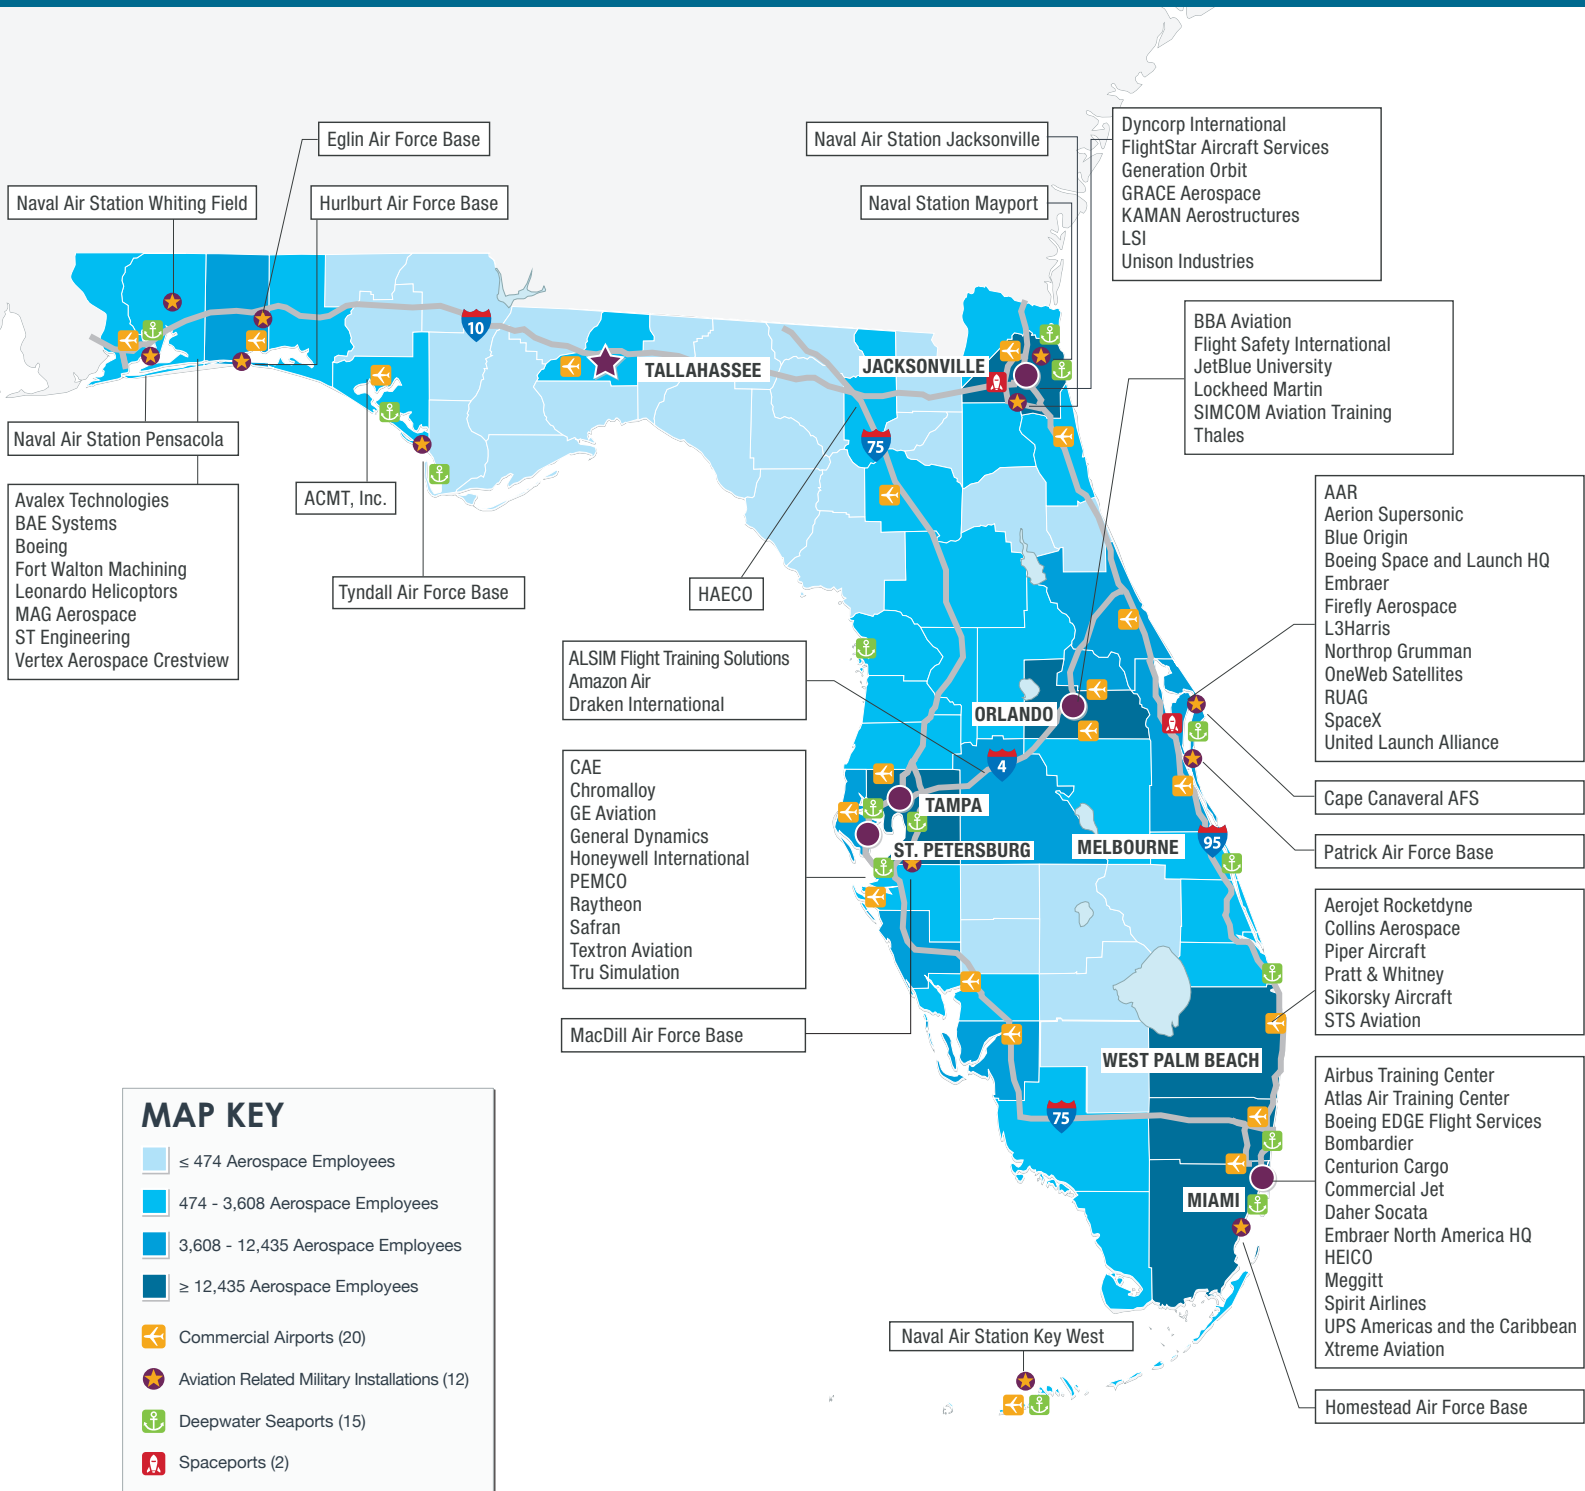 Eglin Air Force Base
Naval Air Station Whiting Field
Hurlburt Air Force Base
Naval Air Station Jacksonville
Naval Station Mayport
Dyncorp International
FlightStar Aircraft Services
Generation Orbit
GRACE Aerospace
KAMAN Aerostructures
LSI
Unison Industries
BBA Aviation
Flight Safety International
JetBlue University
Lockheed Martin
SIMCOM Aviation Training
Thales
10
TALLAHASSEE
JACKSONVILLE
75
Naval Air Station Pensacola
Avalex Technologies
BAE Systems
Boeing
Fort Walton Machining
Leonardo Helicoptors
MAG Aerospace
ST Engineering
Vertex Aerospace Crestview
ACMT, Inc.
Tyndall Air Force Base
HAECO
AAR
Aerion Supersonic
Blue Origin
Boeing Space and Launch HQ
Embraer
Firefly Aerospace
L3Harris
Northrop Grumman
OneWeb Satellites
RUAG
SpaceX
United Launch Alliance
ALSIM Flight Training Solutions
Amazon Air
Draken International
ORLANDO
4
CAE
Chromalloy
GE Aviation
General Dynamics
Honeywell International
PEMCO
Raytheon
Safran
Textron Aviation
Tru Simulation
TAMPA
ST. PETERSBURG
MELBOURNE
95
Cape Canaveral AFS
Patrick Air Force Base
Aerojet Rocketdyne
Collins Aerospace
Piper Aircraft
Pratt & Whitney
Sikorsky Aircraft
STS Aviation
MacDill Air Force Base
WEST PALM BEACH
75
MIAMI
Airbus Training Center
Atlas Air Training Center
Boeing EDGE Flight Services
Bombardier
Centurion Cargo
Commercial Jet
Daher Socata
Embraer North America HQ
HEICO
Meggitt
Spirit Airlines
UPS Americas and the Caribbean
Xtreme Aviation
Naval Air Station Key West
Homestead Air Force Base
MAP KEY
≤ 474 Aerospace Employees
474 - 3,608 Aerospace Employees
3,608 - 12,435 Aerospace Employees
≥ 12,435 Aerospace Employees
Commercial Airports (20)
Aviation Related Military Installations (12)
Deepwater Seaports (15)
Spaceports (2)